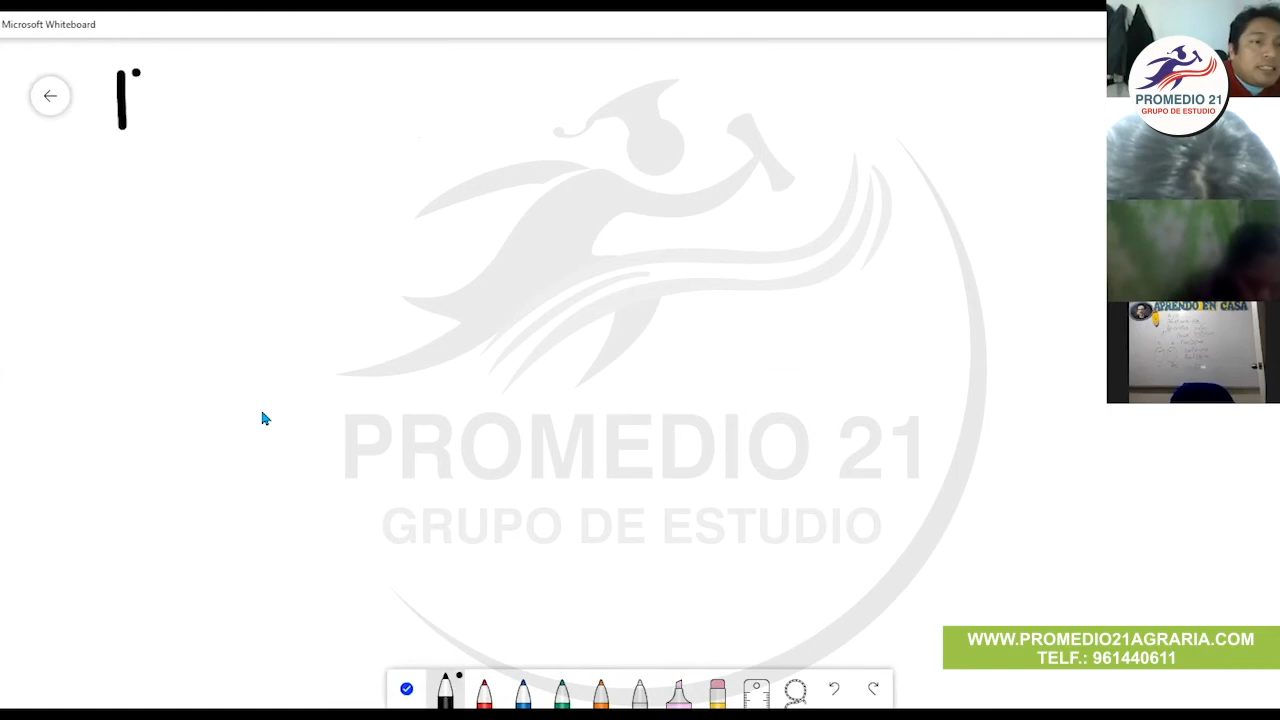 Microsoft Whiteboard
PROMEDIO 21
GRUPO DE ESTUDIO
APRENDO EN CASA
PROMEDIO 21
GRUPO DE ESTUDIO
WWW.PROMEDIO21AGRARIA.COM
TELF.: 961440611